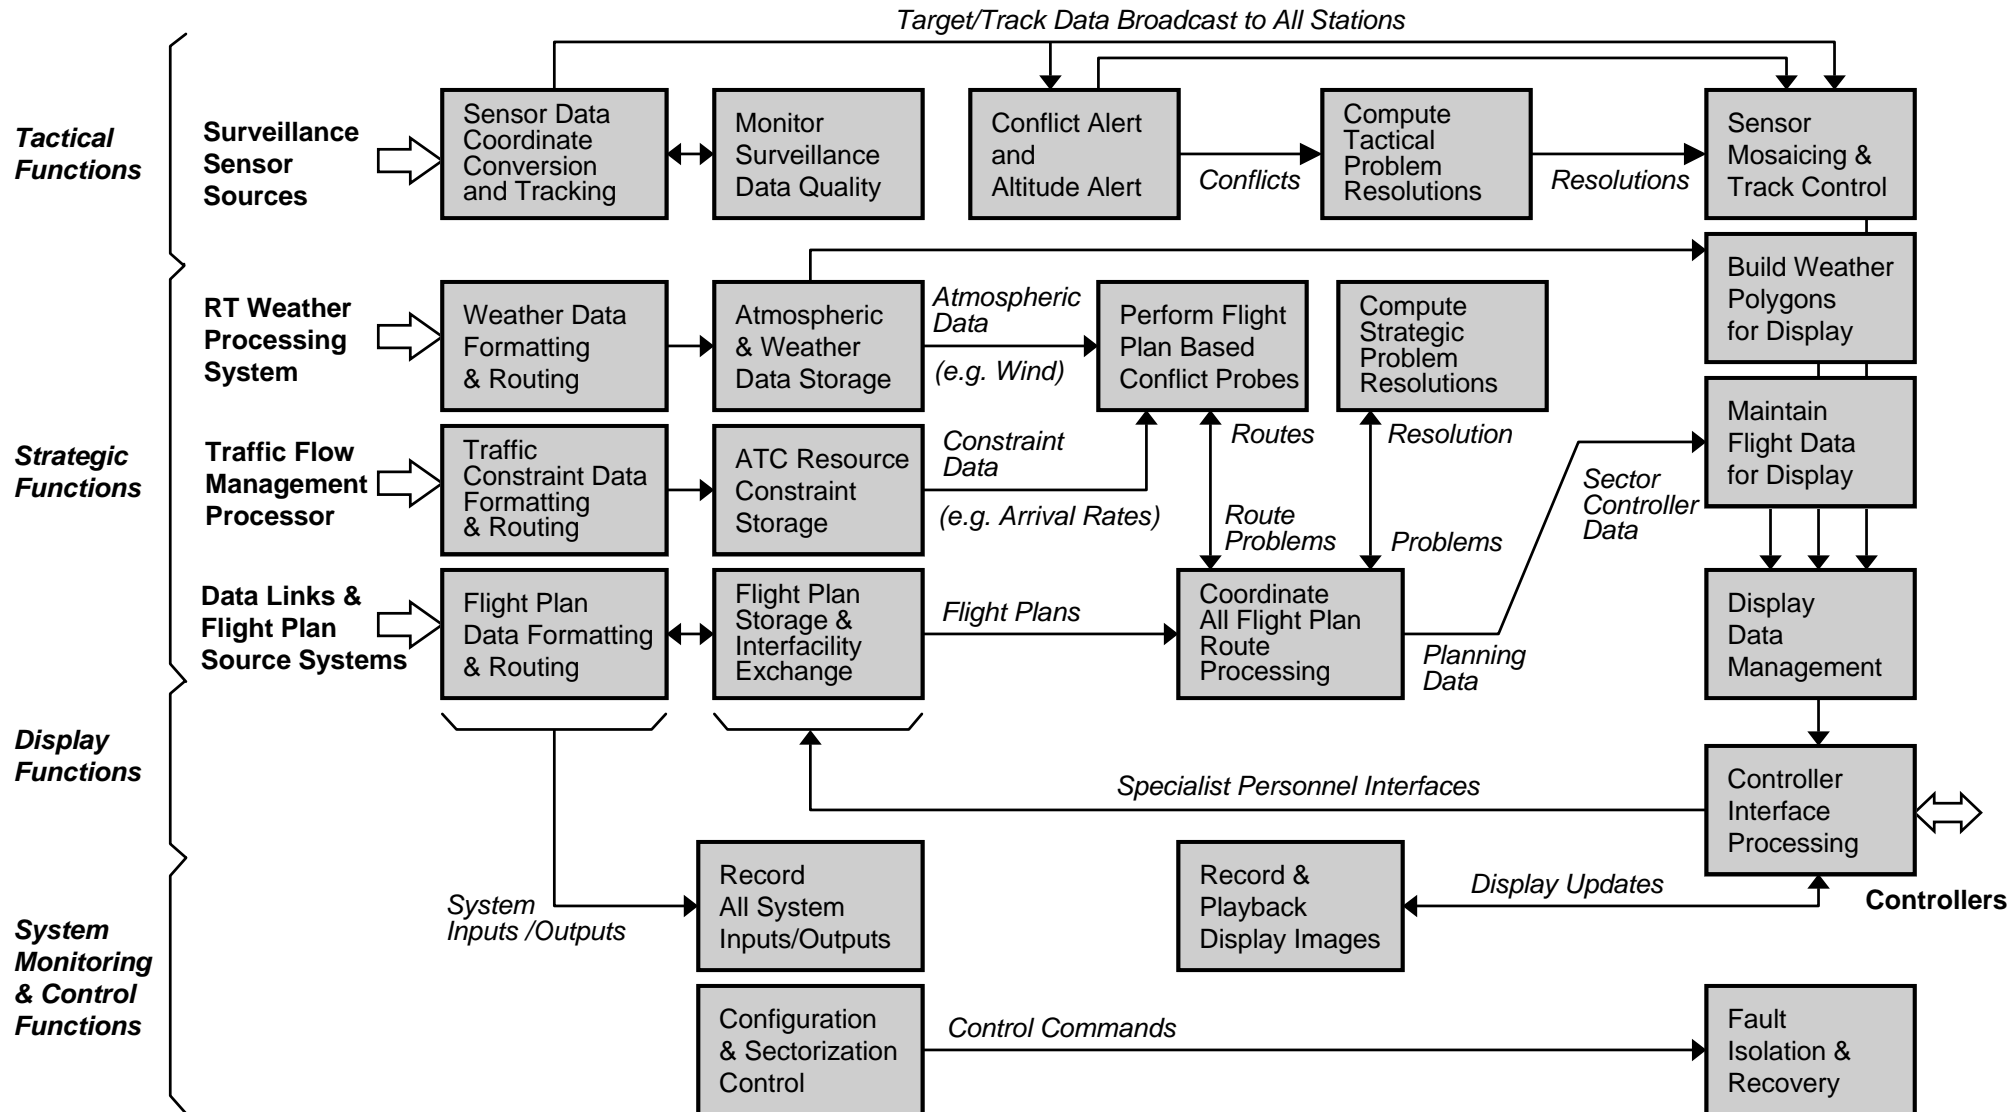 Target/Track Data Broadcast to All Stations
Tactical
Functions
Surveillance
Sensor
Sources
Sensor Data
Coordinate
Conversion
and Tracking
Monitor
Surveillance
Data Quality
Conflict Alert
and
Altitude Alert
Conflicts
Compute
Tactical
Problem
Resolutions
Resolutions
Sensor
Mosaicing &
Track Control
Strategic
Functions
RT Weather
Processing
System
Weather Data
Formatting
& Routing
Atmospheric
& Weather
Data Storage
Atmospheric
Data
(e.g. Wind)
Perform Flight
Plan Based
Conflict Probes
Compute
Strategic
Problem
Resolutions
Build Weather
Polygons
for Display
Traffic Flow
Management
Processor
Traffic
Constraint Data
Formatting
& Routing
ATC Resource
Constraint
Storage
Constraint
Data
(e.g. Arrival Rates)
Routes
Route
Problems
Resolution
Problems
Sector
Controller
Data
Maintain
Flight Data
for Display
Data Links &
Flight Plan
Source Systems
Flight Plan
Data Formatting
& Routing
Flight Plan
Storage &
Interfacility
Exchange
Flight Plans
Coordinate
All Flight Plan
Route
Processing
Planning
Data
Display
Data
Management
Display
Functions
Specialist Personnel Interfaces
Controller
Interface
Processing
Controllers
System
Monitoring
& Control
Functions
System
Inputs /Outputs
Record
All System
Inputs/Outputs
Record &
Playback
Display Images
Display Updates
Configuration
& Sectorization
Control
Control Commands
Fault
Isolation &
Recovery